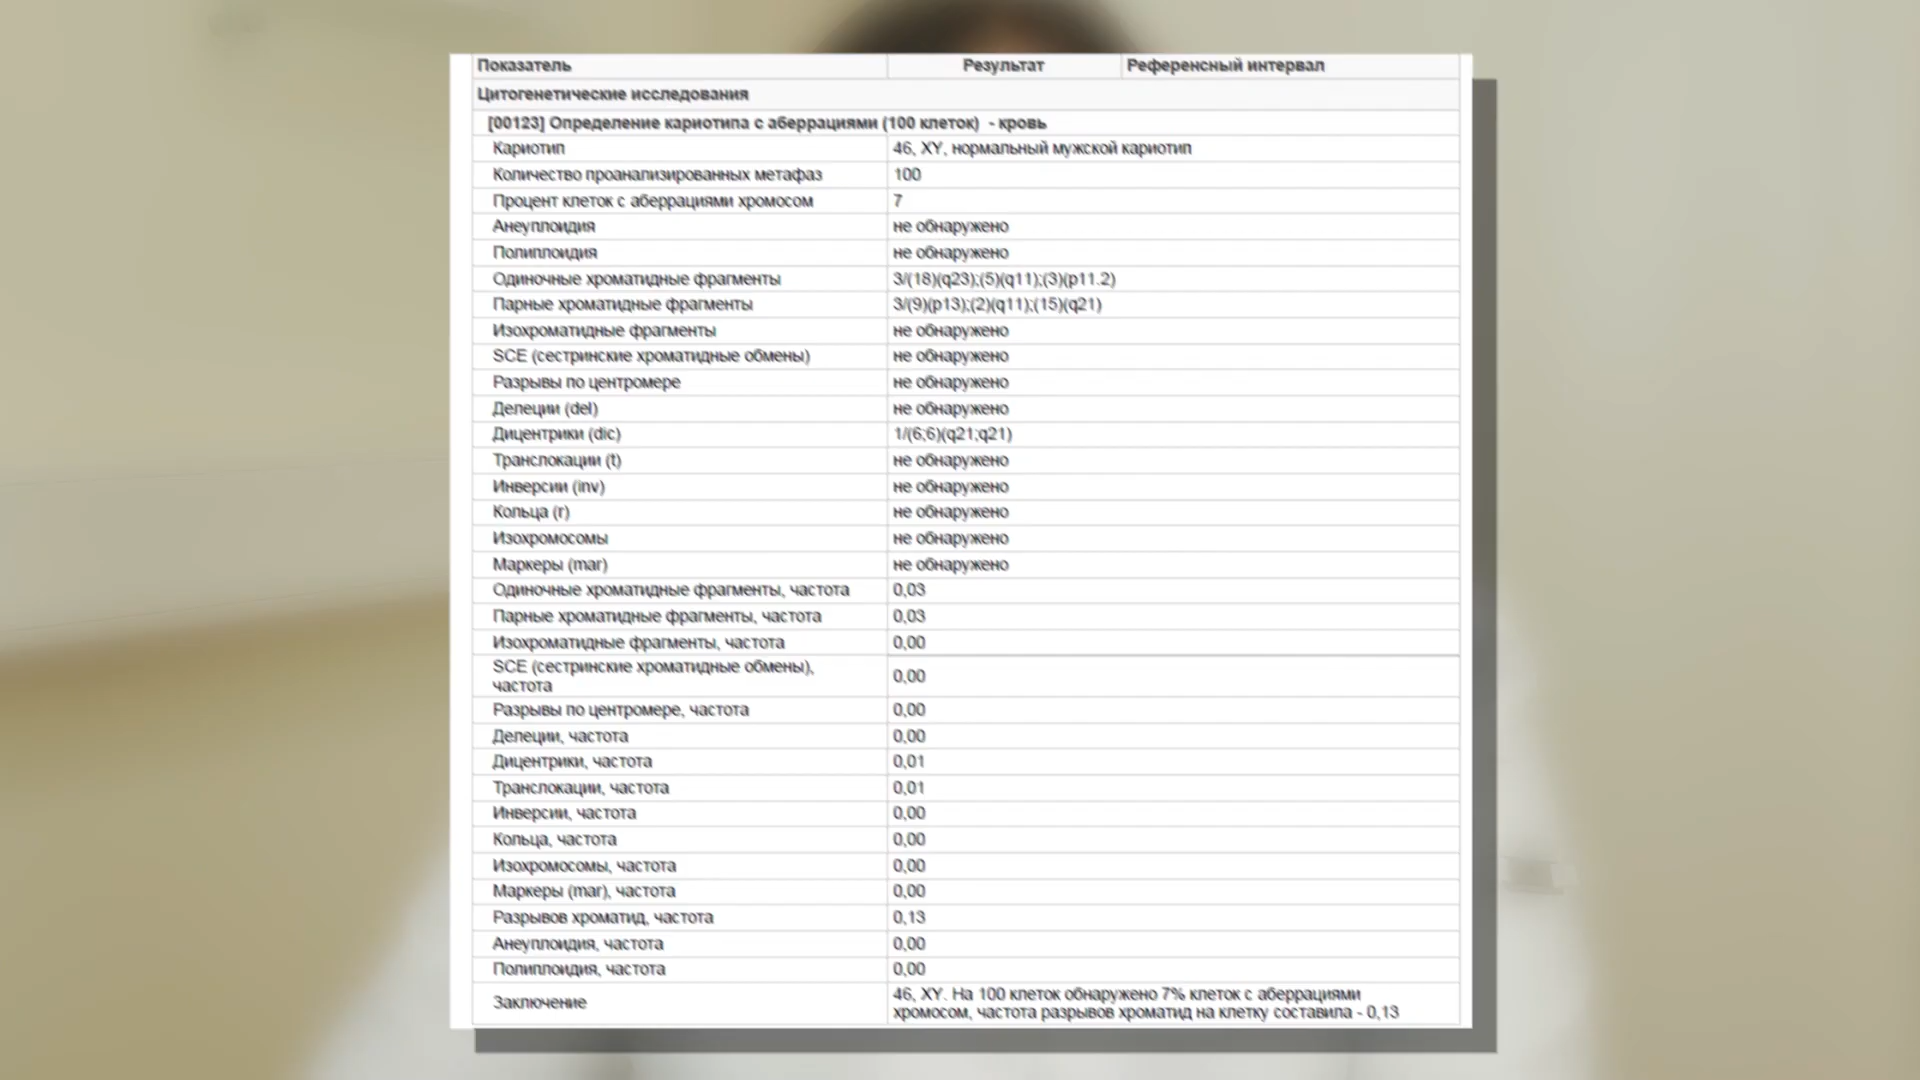 Показатель Результат Референсный интервал
Цитогенетические исследования
[00123] Определение кариотипа с аберрациями (100 клеток) - кровь
Кариотип 46, XY, нормальный мужской кариотип
Количество проанализированных метафаз 100
Процент клеток с аберрациями хромосом 7
Анеуплоидия не обнаружено
Полиплоидия не обнаружено
Одиночные хроматидные фрагменты 3/(18)(q23);(5)(q11);(3)(p11.2)
Парные хроматидные фрагменты 3/(9)(p13);(2)(q11);(15)(q21)
Изохроматидные фрагменты не обнаружено
SCE (сестринские хроматидные обмены) не обнаружено
Разрывы по центромере не обнаружено
Делеции (del) не обнаружено
Дицентрики (dic) 1/(6;6)(q21;q21)
Транслокации (t) не обнаружено
Инверсии (inv) не обнаружено
Кольца (r) не обнаружено
Изохромосомы не обнаружено
Маркеры (mar) не обнаружено
Одиночные хроматидные фрагменты, частота 0,03
Парные хроматидные фрагменты, частота 0,03
Изохроматидные фрагменты, частота 0,00
SCE (сестринские хроматидные обмены),
частота 0,00
Разрывы по центромере, частота 0,00
Делеции, частота 0,00
Дицентрики, частота 0,01
Транслокации, частота 0,01
Инверсии, частота 0,00
Кольца, частота 0,00
Изохромосомы, частота 0,00
Маркеры (mar), частота 0,00
Разрывов хроматид, частота 0,13
Анеуплоидия, частота 0,00
Полиплоидия, частота 0,00
Заключение 46, XY. На 100 клеток обнаружено 7% клеток с аберрациями
хромосом, частота разрывов хроматид на клетку составила - 0,13